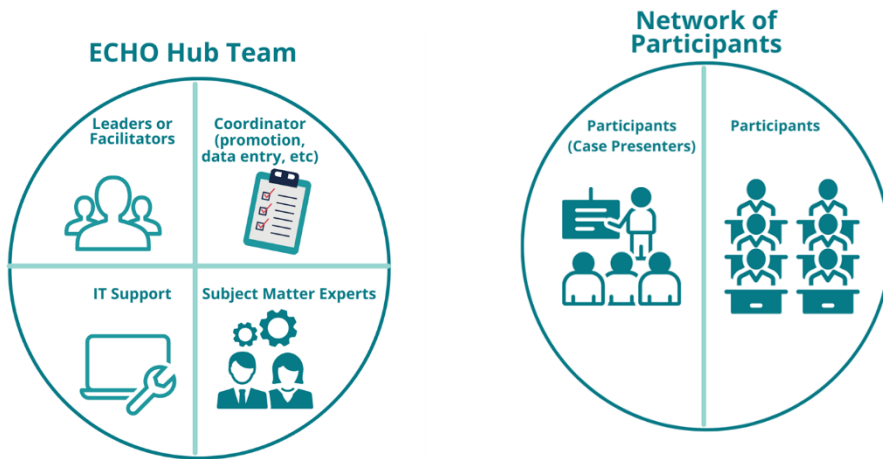 ECHO Hub Team
Leaders or
Facilitators
Coordinator
(promotion,
data entry, etc)
IT Support
Subject Matter Experts
Network of
Participants
Participants
(Case Presenters)
Participants